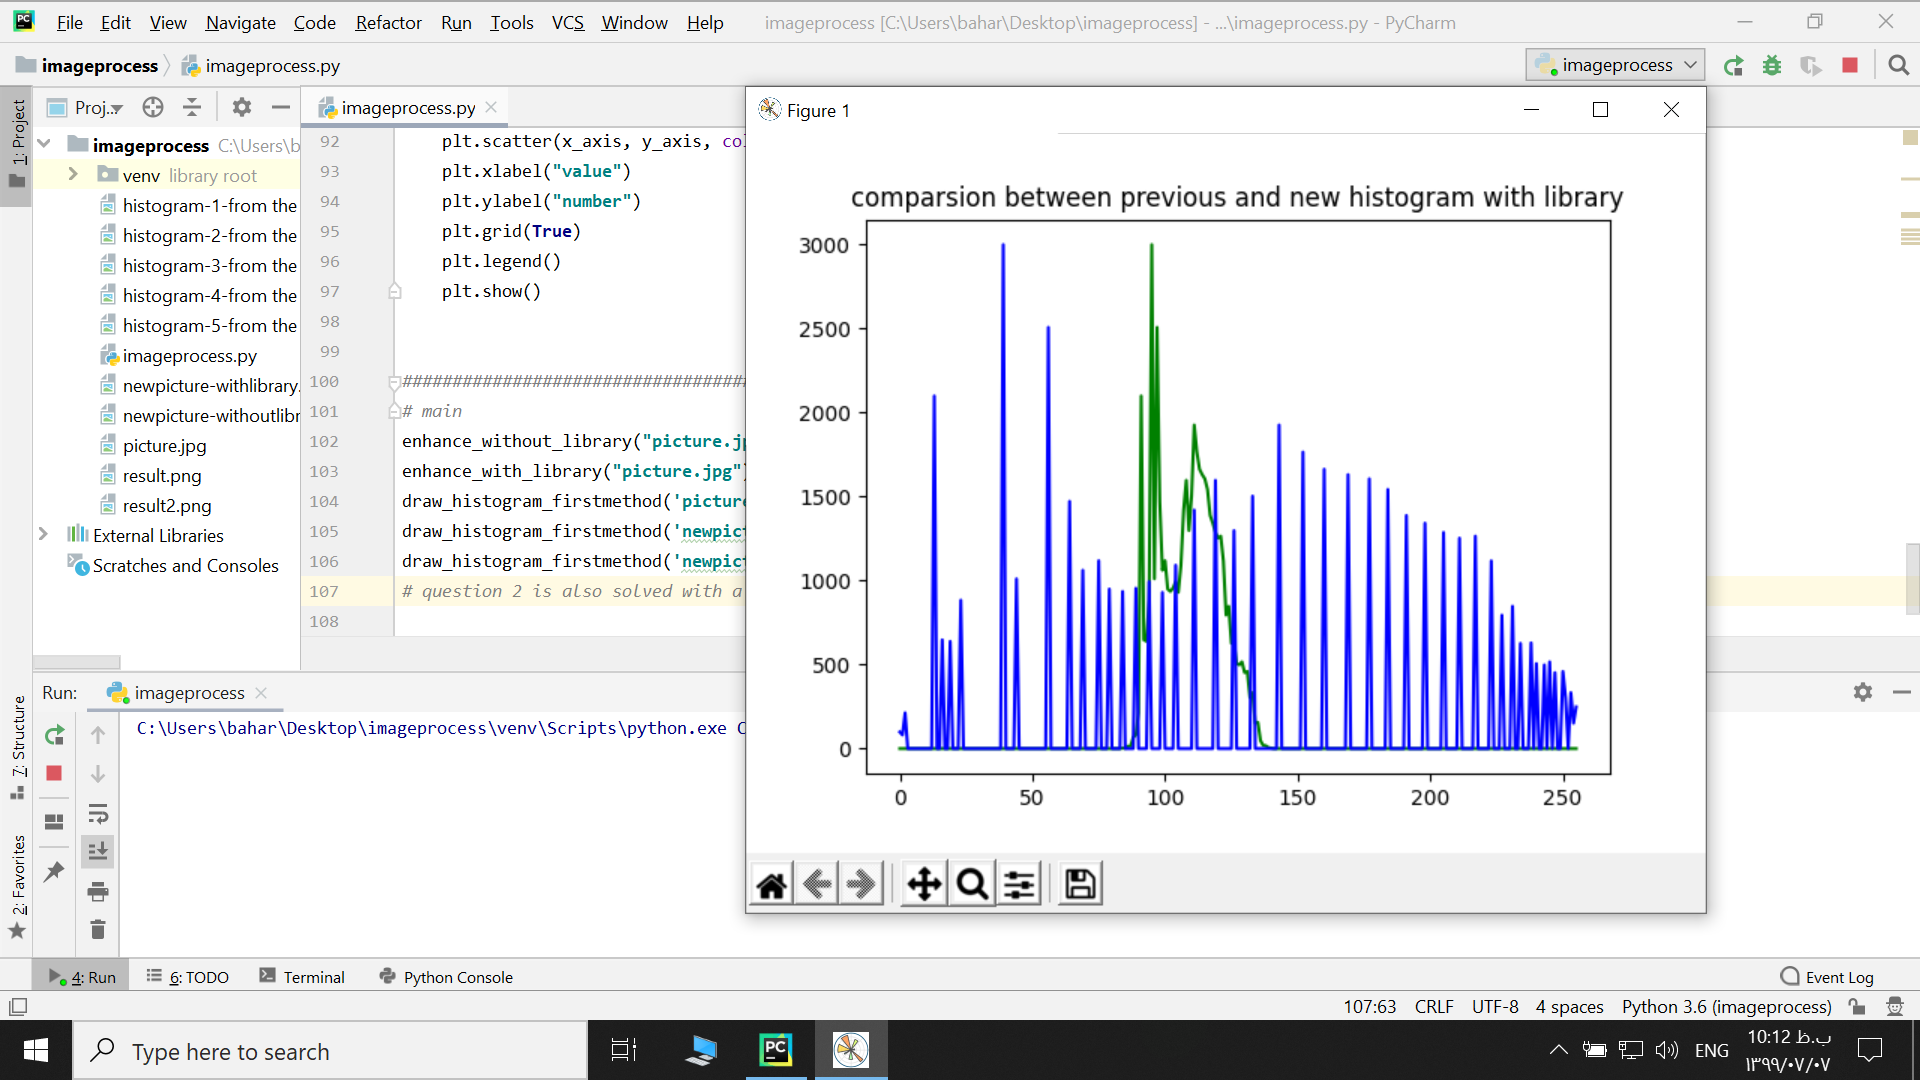 File Edit View Navigate Code Refactor Run Tools VCS Window Help imageprocess [C:\Users\bahar\Desktop\imageprocess] - ...\imageprocess.py - PyCharm
imageprocess imageprocess.py imageprocess
1: Project
Proj... imageprocess.py
imageprocess C:\Users\b
venv library root
histogram-1-from the
histogram-2-from the
histogram-3-from the
histogram-4-from the
histogram-5-from the
imageprocess.py
newpicture-withlibrary.
newpicture-withoutlibr
picture.jpg
result.png
result2.png
External Libraries
Scratches and Consoles
92 plt.scatter(x_axis, y_axis, co
93 plt.xlabel("value")
94 plt.ylabel("number")
95 plt.grid(True)
96 plt.legend()
97 plt.show()
98
99
100 ##################################
101 # main
102 enhance_without_library("picture.j
103 enhance_with_library("picture.jpg"
104 draw_histogram_firstmethod('pictur
105 draw_histogram_firstmethod('newpic
106 draw_histogram_firstmethod('newpic
107 # question 2 is also solved with a
108
Figure 1
comparsion between previous and new histogram with library
3000
2500
2000
1500
1000
500
0
0 50 100 150 200 250
Run: imageprocess
C:\Users\bahar\Desktop\imageprocess\venv\Scripts\python.exe C
7: Structure
2: Favorites
4: Run 6: TODO Terminal Python Console Event Log
107:63 CRLF UTF-8 4 spaces Python 3.6 (imageprocess)
Type here to search
PC
ENG
10:12 ب.ظ
۱۳۹۹/۰۷/۰۷